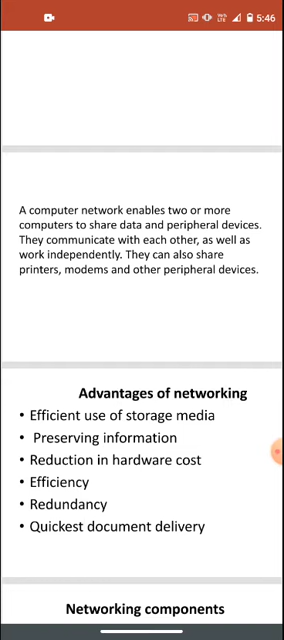 5:46
A computer network enables two or more
computers to share data and peripheral devices.
They communicate with each other, as well as
work independently. They can also share
printers, modems and other peripheral devices.
Advantages of networking
• Efficient use of storage media
• Preserving information
• Reduction in hardware cost
• Efficiency
• Redundancy
• Quickest document delivery
Networking components